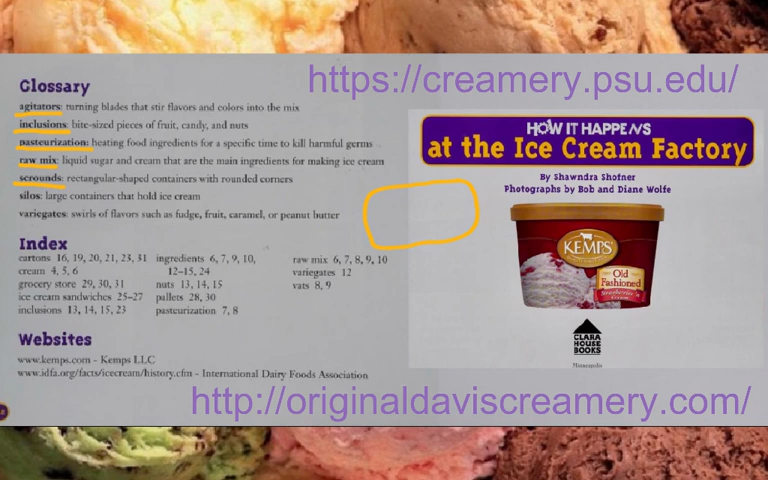 https://creamery.psu.edu/
Glossary
agitators: turning blades that stir flavors and colors into the mix
inclusions: bite-sized pieces of fruit, candy, and nuts
pasteurization: heating food ingredients for a specific time to kill harmful germs
raw mix: liquid sugar and cream that are the main ingredients for making ice cream
scrounds: rectangular-shaped containers with rounded corners
silos: large containers that hold ice cream
variegates: swirls of flavors such as fudge, fruit, caramel, or peanut butter
Index
cartons 16, 19, 20, 21, 23, 31
cream 4, 5, 6
grocery store 29, 30, 31
ice cream sandwiches 25–27
inclusions 13, 14, 15, 23
ingredients 6, 7, 9, 10,
12–15, 24
nuts 13, 14, 15
pallets 28, 30
pasteurization 7, 8
raw mix 6, 7, 8, 9, 10
variegates 12
vats 8, 9
Websites
www.kemps.com - Kemps LLC
www.idfa.org/facts/icecream/history.cfm - International Dairy Foods Association
HOW IT HAPPENS
at the Ice Cream Factory
By Shawndra Shofner
Photographs by Bob and Diane Wolfe
KEMPS
Old
Fashioned
CLARA
HOUSE
BOOKS
Minneapolis
http://originaldaviscreamery.com/